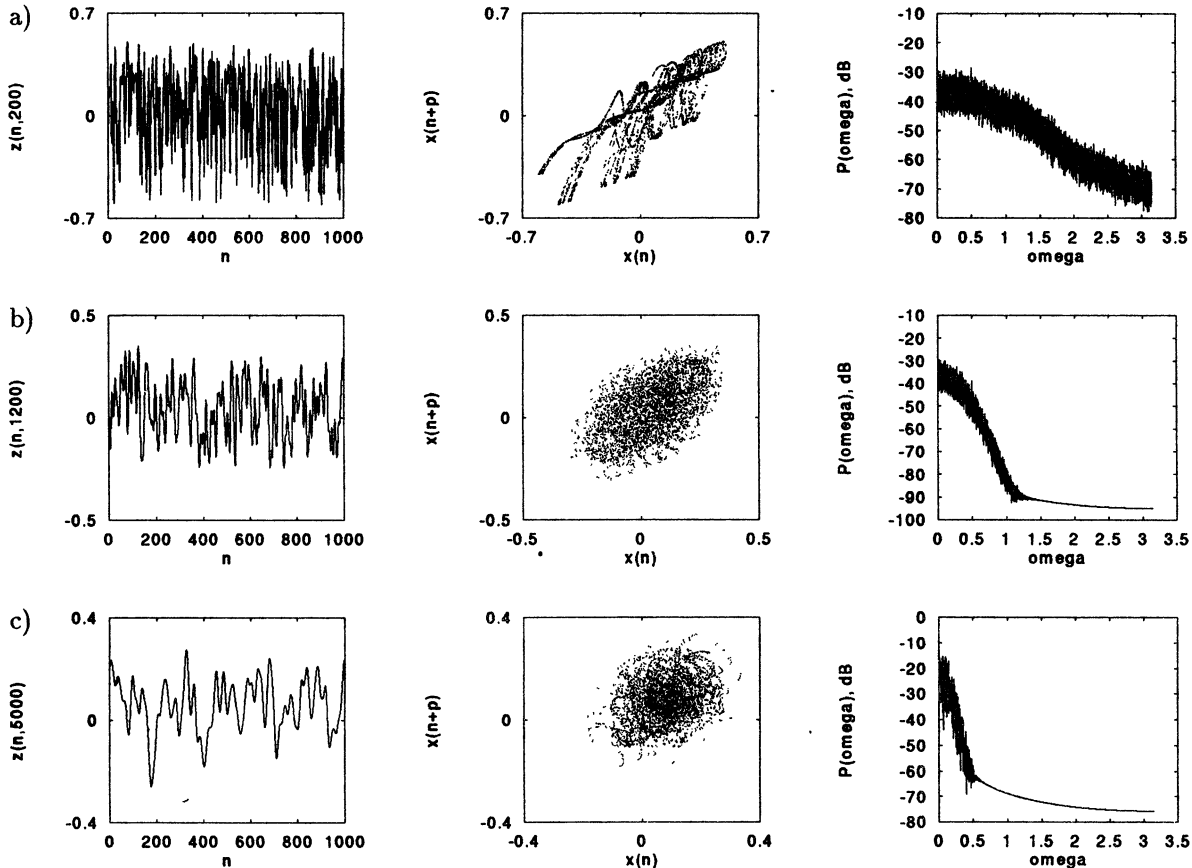 a)
0.7
0
-0.7
z(n,200)
0 200 400 600 800 1000
n
0.7
0
-0.7
x(n+p)
-0.7 0 0.7
x(n)
-10
-20
-30
-40
-50
-60
-70
-80
P(omega), dB
0 0.5 1 1.5 2 2.5 3 3.5
omega
b)
0.5
0
-0.5
z(n,1200)
0 200 400 600 800 1000
n
0.5
0
-0.5
x(n+p)
-0.5 0 0.5
x(n)
-10
-20
-30
-40
-50
-60
-70
-80
-90
-100
P(omega), dB
0 0.5 1 1.5 2 2.5 3 3.5
omega
c)
0.4
0
-0.4
z(n,5000)
0 200 400 600 800 1000
n
0.4
0
-0.4
x(n+p)
-0.4 0 0.4
x(n)
0
-10
-20
-30
-40
-50
-60
-70
-80
P(omega), dB
0 0.5 1 1.5 2 2.5 3 3.5
omega